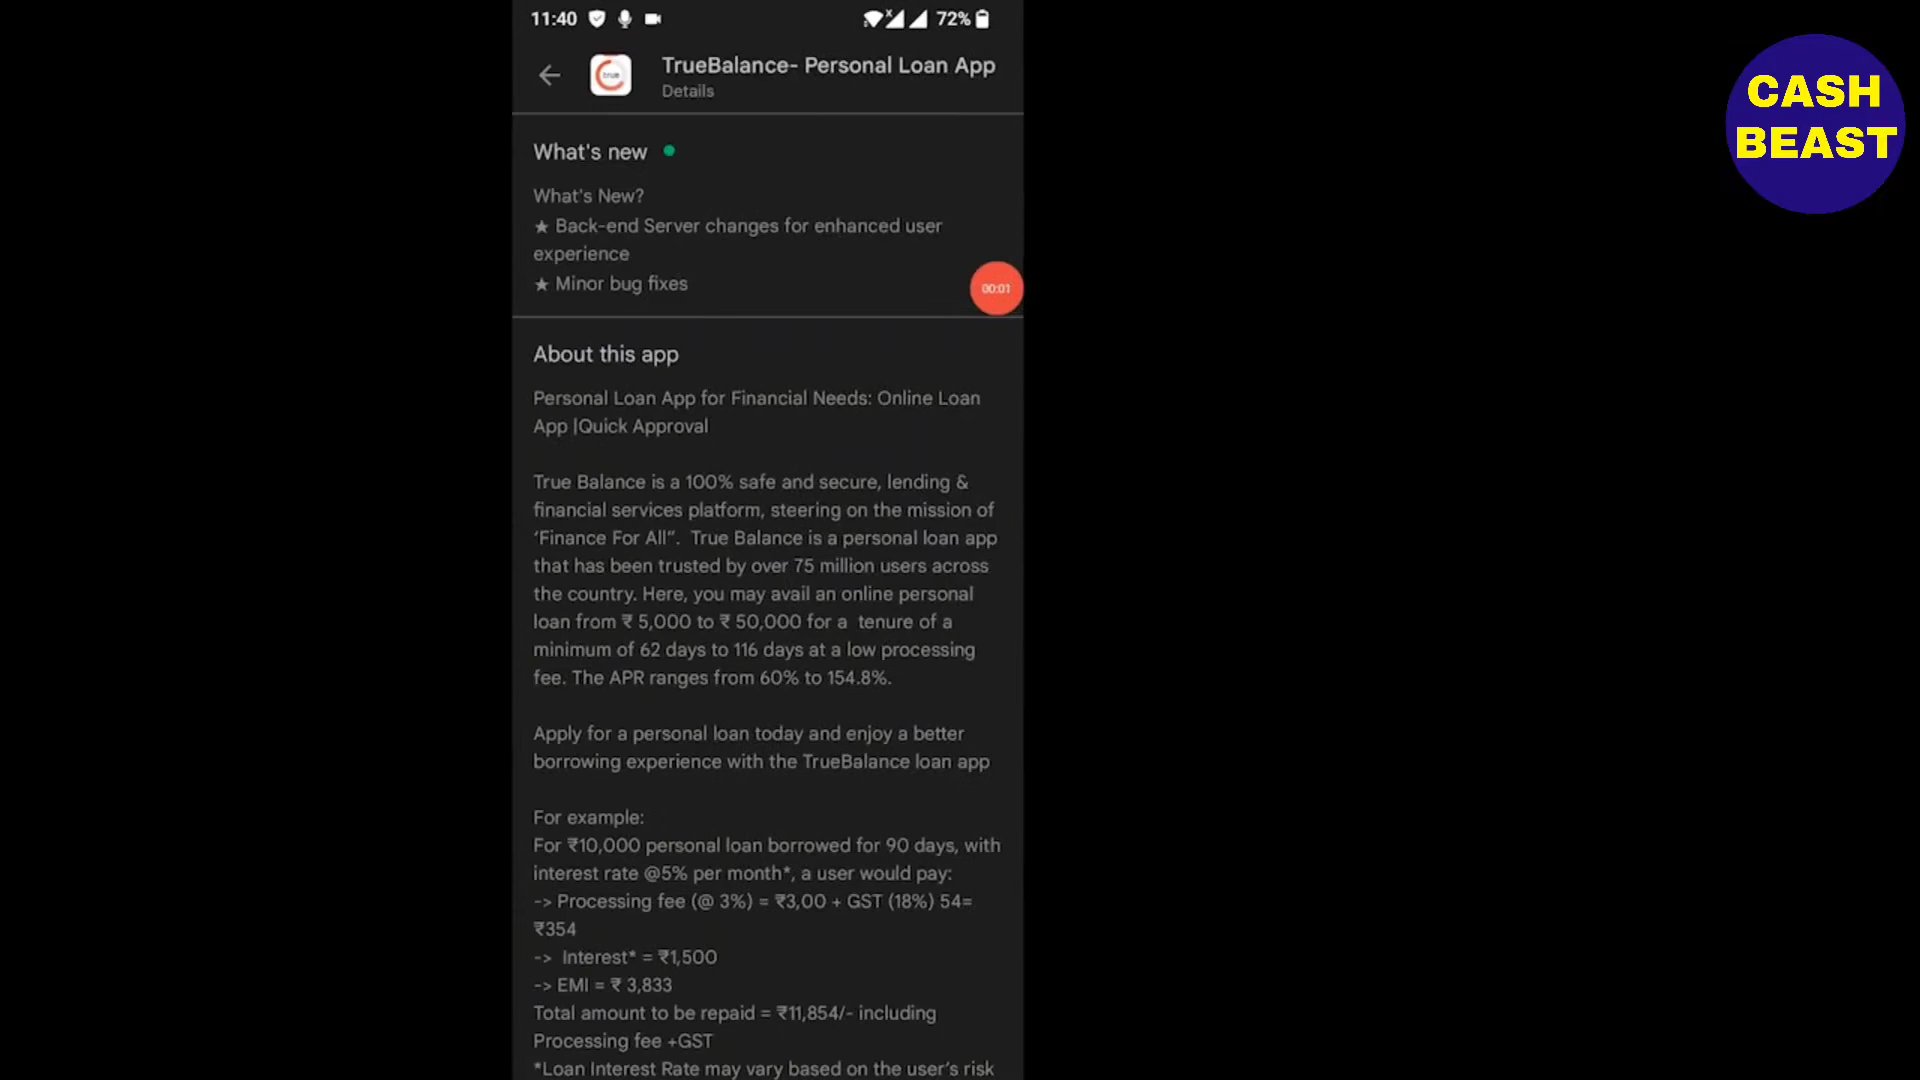 11:40
72%
TrueBalance- Personal Loan App
Details
true
CASH
BEAST
What's new
What's New?
★ Back-end Server changes for enhanced user
experience
★ Minor bug fixes
00:01
About this app
Personal Loan App for Financial Needs: Online Loan
App |Quick Approval
True Balance is a 100% safe and secure, lending &
financial services platform, steering on the mission of
‘Finance For All”.  True Balance is a personal loan app
that has been trusted by over 75 million users across
the country. Here, you may avail an online personal
loan from ₹ 5,000 to ₹ 50,000 for a  tenure of a
minimum of 62 days to 116 days at a low processing
fee. The APR ranges from 60% to 154.8%.
Apply for a personal loan today and enjoy a better
borrowing experience with the TrueBalance loan app
For example:
For ₹10,000 personal loan borrowed for 90 days, with
interest rate @5% per month*, a user would pay:
-> Processing fee (@ 3%) = ₹3,00 + GST (18%) 54=
₹354
->  Interest* = ₹1,500
-> EMI = ₹ 3,833
Total amount to be repaid = ₹11,854/- including
Processing fee +GST
*Loan Interest Rate may vary based on the user’s risk